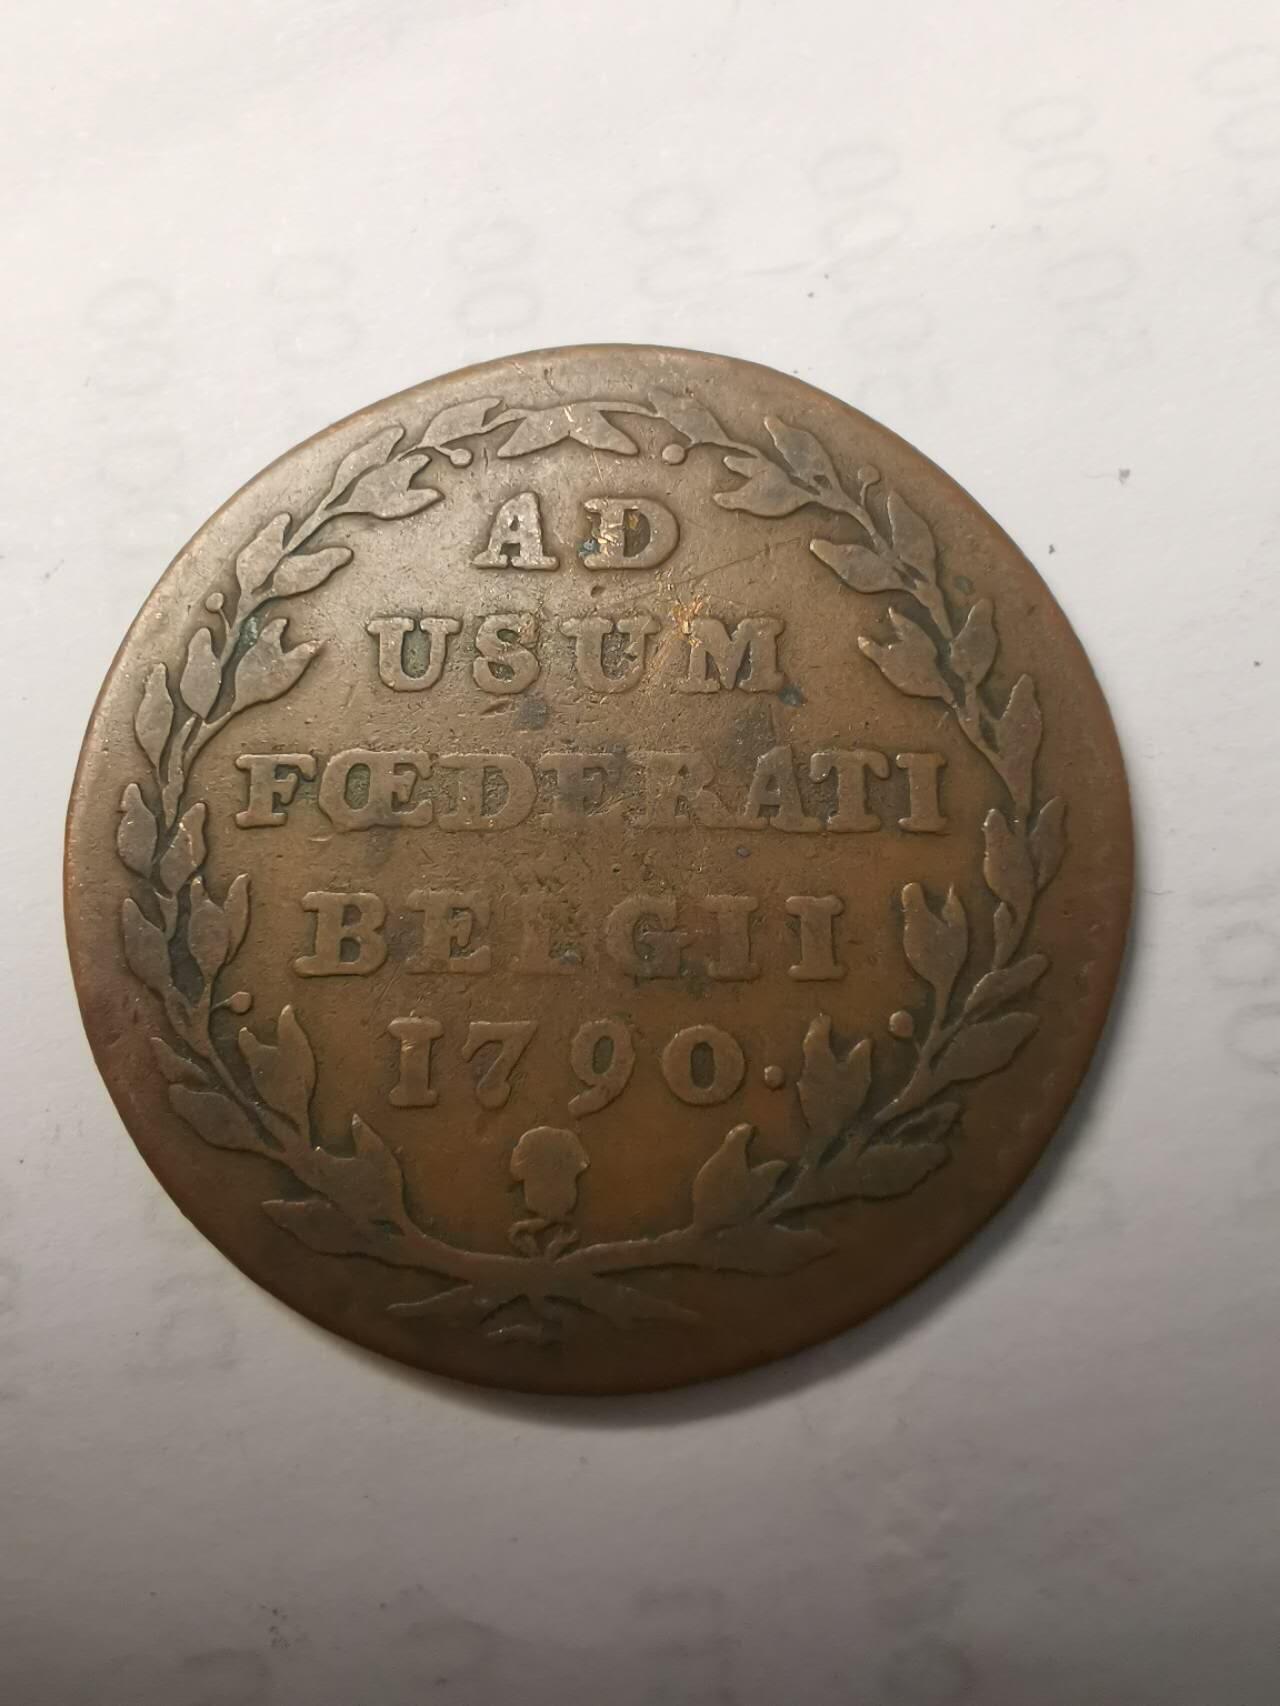 AD
USUM
FŒDERATI
BELGII
1790.